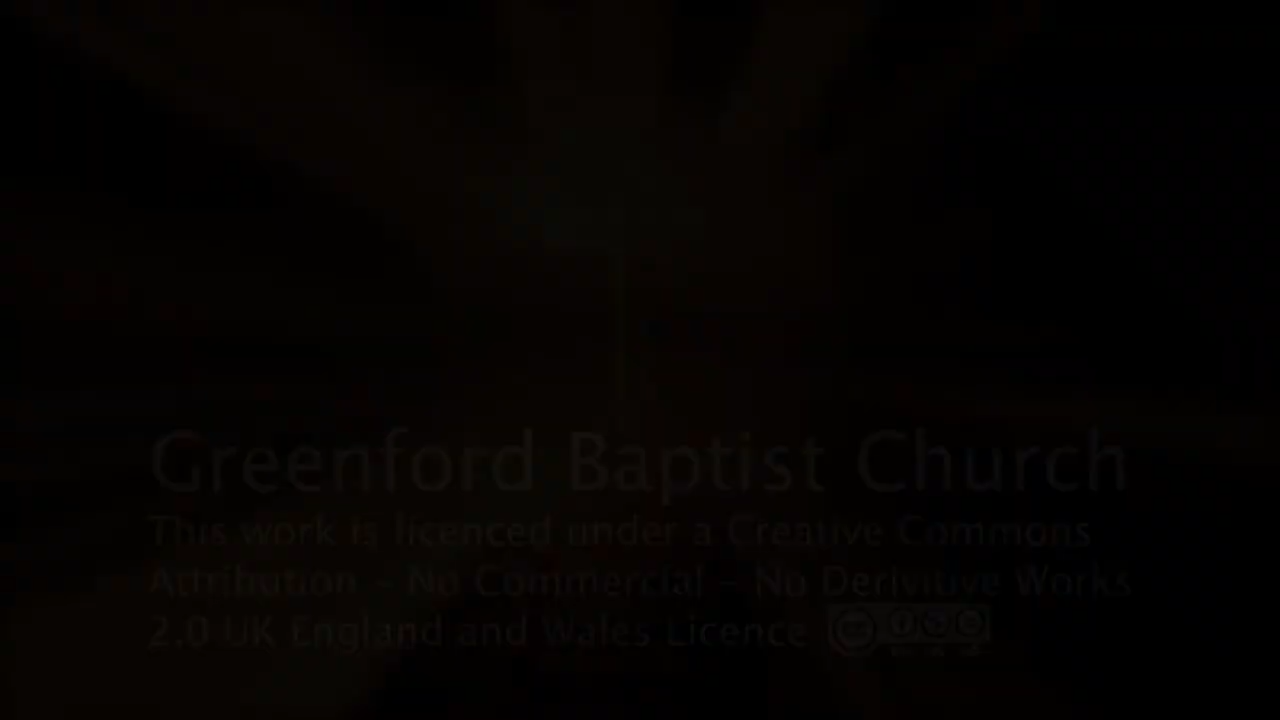 Greenford Baptist Church
This work is licenced under a Creative Commons
Attribution - No Commercial - No Derivitive Works
2.0 UK England and Wales Licence